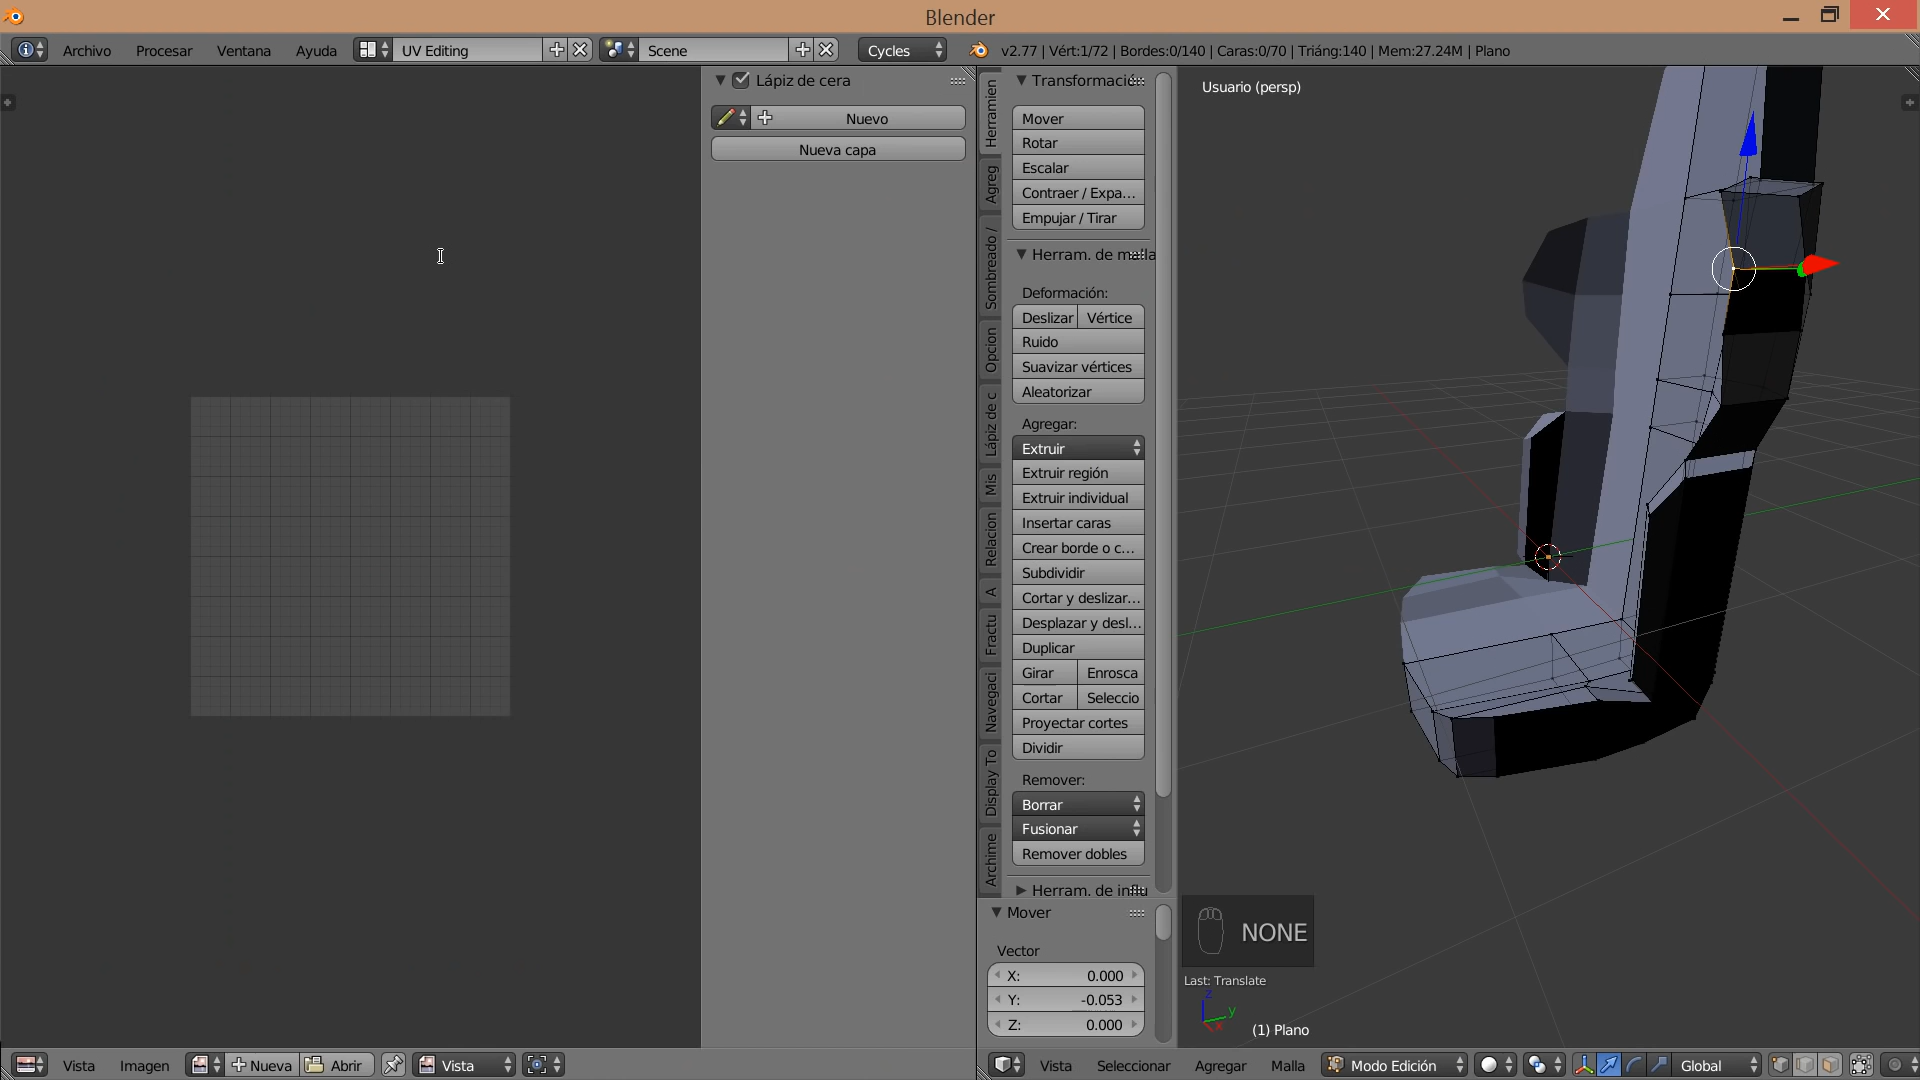 Blender
Archivo Procesar Ventana Ayuda UV Editing Scene Cycles v2.77 | Vért:1/72 | Bordes:0/140 | Caras:0/70 | Triáng:140 | Mem:27.24M | Plano
Lápiz de cera
Nuevo
Nueva capa
Herramien
Agreg
Sombreado /
Opcion
Lápiz de c
Mis
Relacion
A
Fractu
Navegaci
Display To
Archime
Transformació
Mover
Rotar
Escalar
Contraer / Expa...
Empujar / Tirar
Herram. de malla
Deformación:
Deslizar Vértice
Ruido
Suavizar vértices
Aleatorizar
Agregar:
Extruir
Extruir región
Extruir individual
Insertar caras
Crear borde o c...
Subdividir
Cortar y deslizar...
Desplazar y desl...
Duplicar
Girar Enrosca
Cortar Seleccio
Proyectar cortes
Dividir
Remover:
Borrar
Fusionar
Remover dobles
Herram. de influ
Mover
Vector
X: 0.000
Y: -0.053
Z: 0.000
Usuario (persp)
NONE
Last: Translate
z
y
x
(1) Plano
Vista Imagen Nueva Abrir Vista
Vista Seleccionar Agregar Malla Modo Edición Global